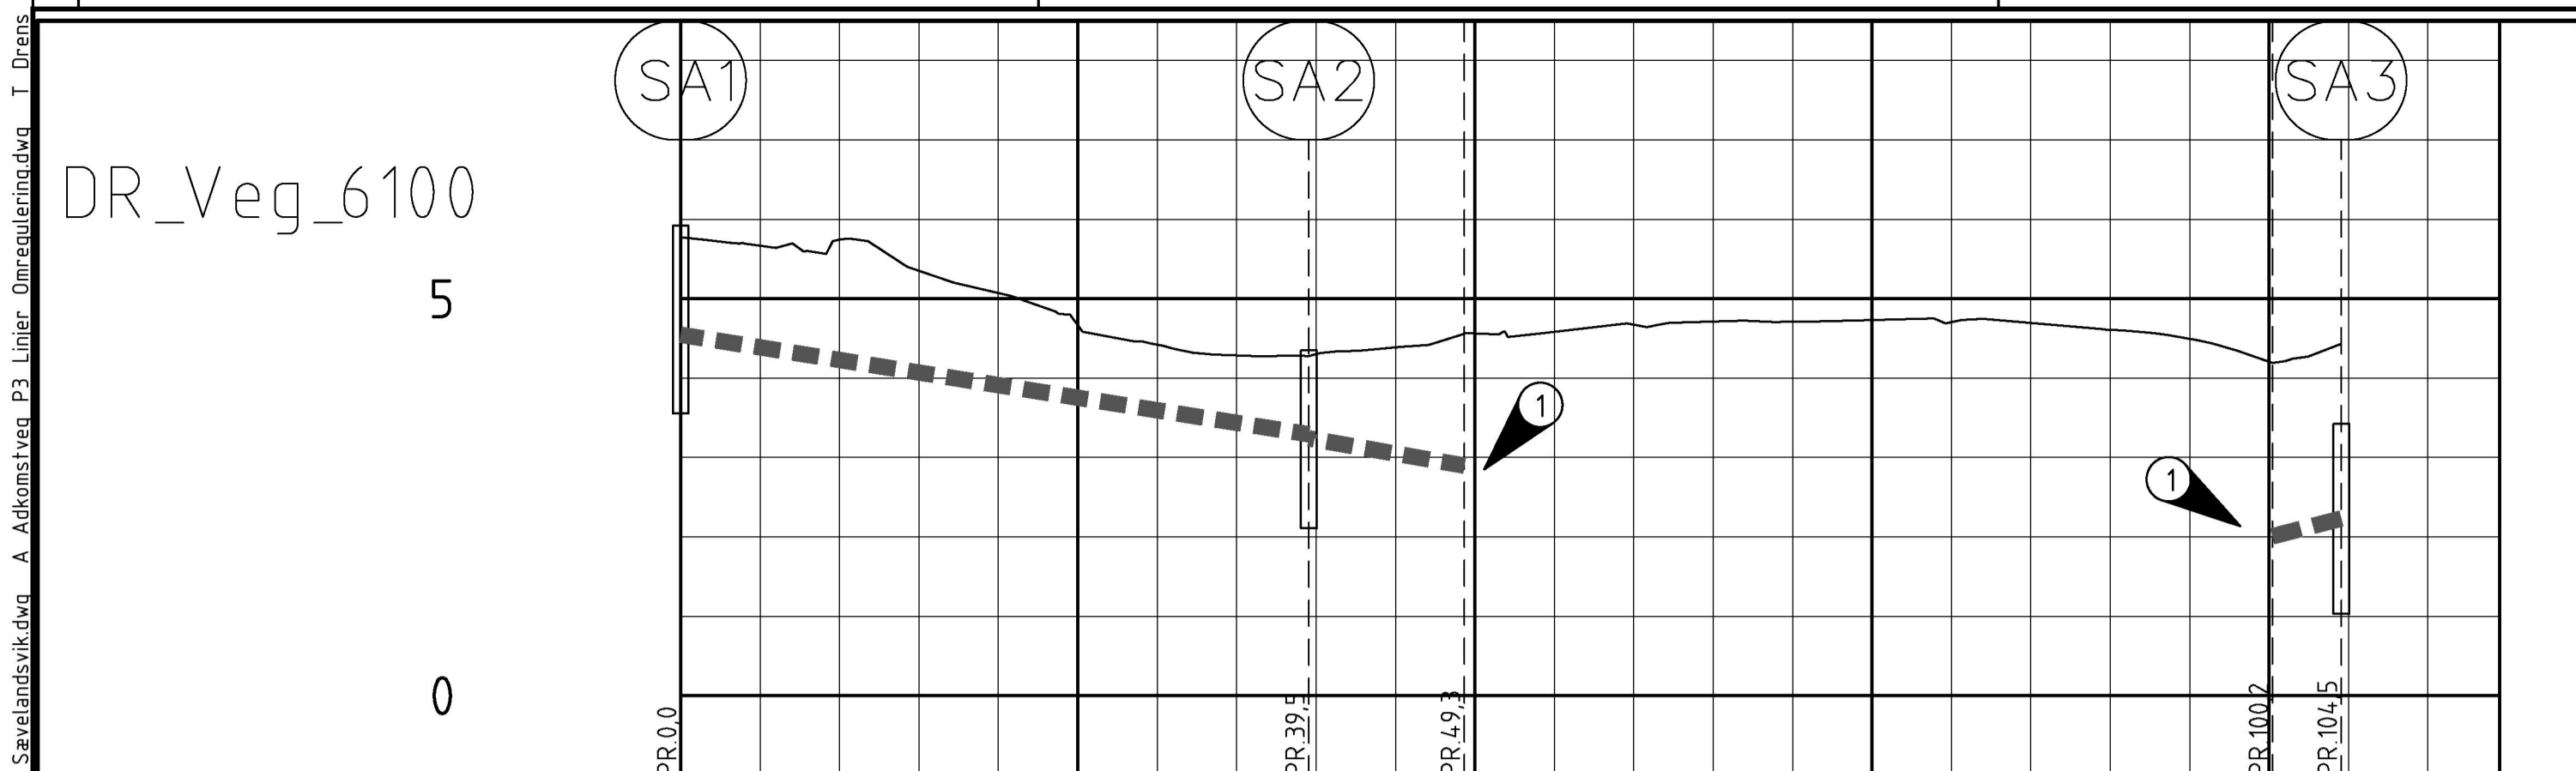 SA1
SA2
SA3
DR_Veg_6100
5
1
1
0
PR.0,0
PR.39,5
PR.49,3
PR.100,2
PR.104,5
Sævelandsvik.dwg A Adkomstveg P3 Linjer Omregulering.dwg T Drens